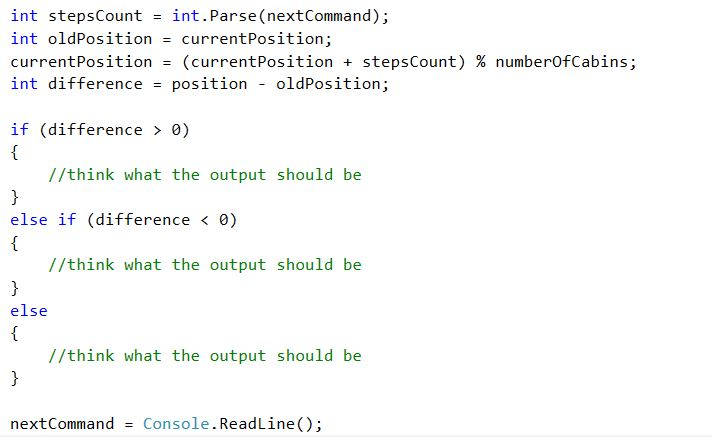 int stepsCount = int.Parse(nextCommand);
int oldPosition = currentPosition;
currentPosition = (currentPosition + stepsCount) % numberOfCabins;
int difference = position - oldPosition;

if (difference > 0)
{
    //think what the output should be
}
else if (difference < 0)
{
    //think what the output should be
}
else
{
    //think what the output should be
}

nextCommand = Console.ReadLine();